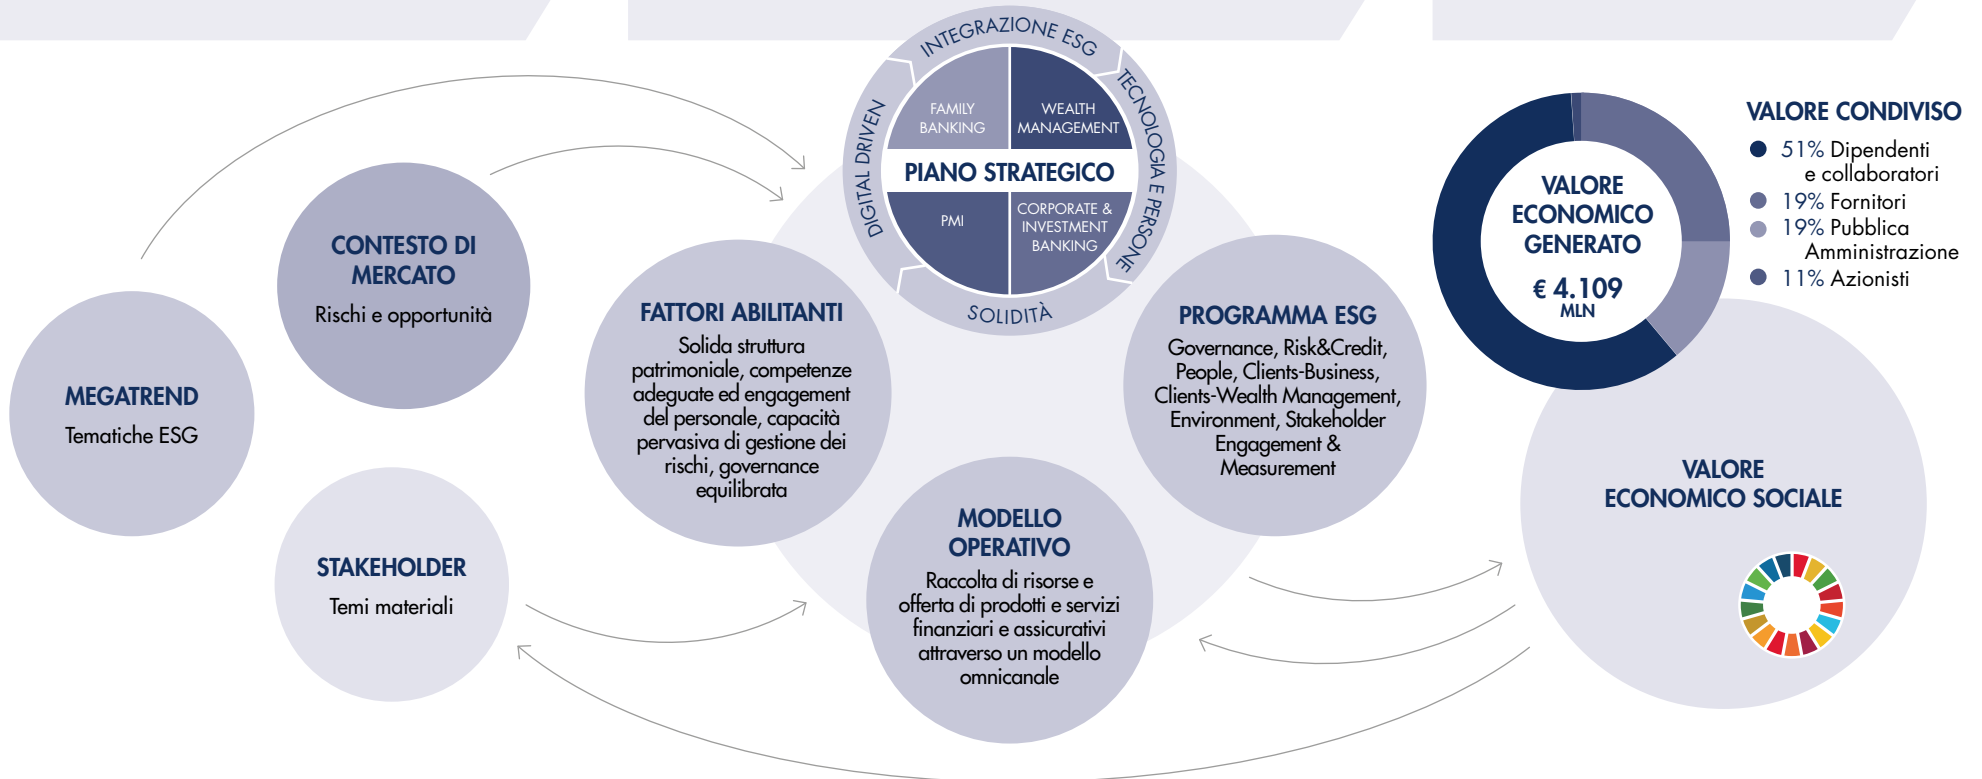 MEGATREND
Tematiche ESG
CONTESTO DI
MERCATO
Rischi e opportunità
STAKEHOLDER
Temi materiali
FATTORI ABILITANTI
Solida struttura
patrimoniale, competenze
adeguate ed engagement
del personale, capacità
pervasiva di gestione dei
rischi, governance
equilibrata
INTEGRAZIONE ESG
TECNOLOGIA E PERSONE
SOLIDITÀ
DIGITAL DRIVEN
FAMILY
BANKING
WEALTH
MANAGEMENT
PIANO STRATEGICO
PMI
CORPORATE &
INVESTMENT
BANKING
MODELLO
OPERATIVO
Raccolta di risorse e
offerta di prodotti e servizi
finanziari e assicurativi
attraverso un modello
omnicanale
PROGRAMMA ESG
Governance, Risk&Credit,
People, Clients-Business,
Clients-Wealth Management,
Environment, Stakeholder
Engagement &
Measurement
VALORE
ECONOMICO
GENERATO
€ 4.109
MLN
VALORE CONDIVISO
51% Dipendenti
e collaboratori
19% Fornitori
19% Pubblica
Amministrazione
11% Azionisti
VALORE
ECONOMICO SOCIALE